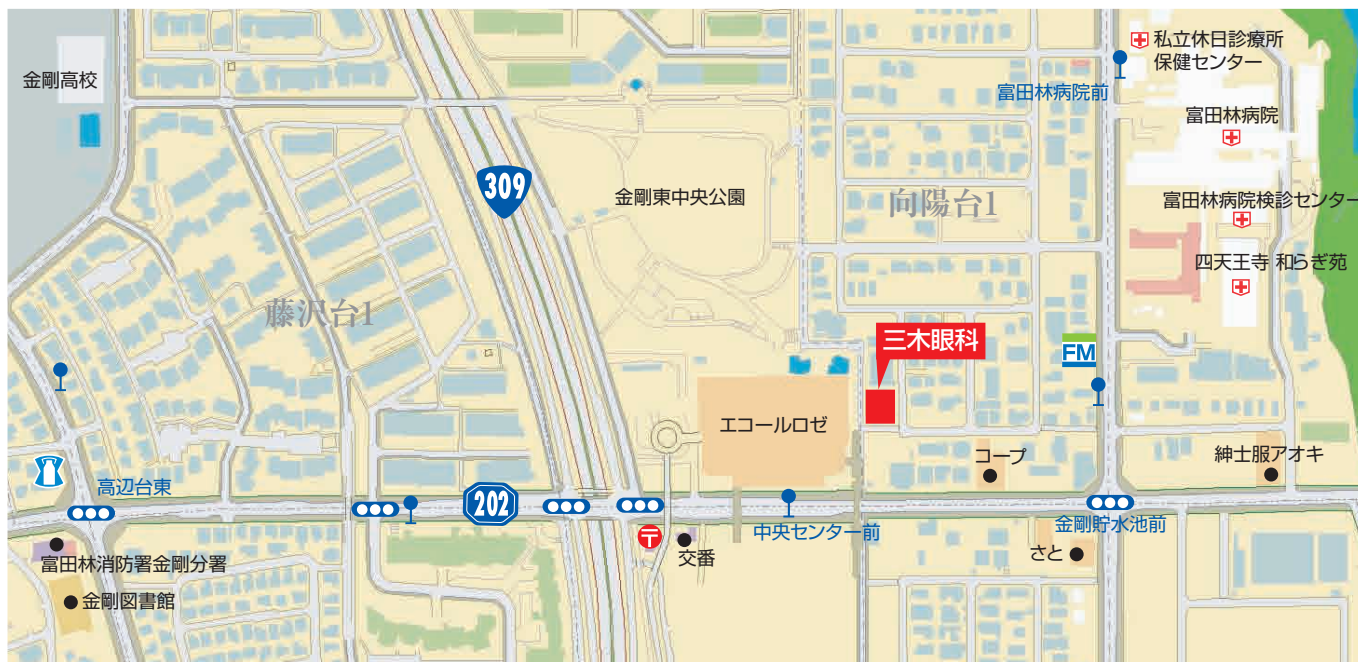 金剛高校
私立休日診療所
保健センター
富田林病院前
富田林病院
309
金剛東中央公園
向陽台1
富田林病院検診センター
四天王寺 和らぎ苑
藤沢台1
三木眼科
FM
エコールロゼ
コープ
紳士服アオキ
高辺台東
202
中央センター前
金剛貯水池前
〒
交番
さと
富田林消防署金剛分署
金剛図書館